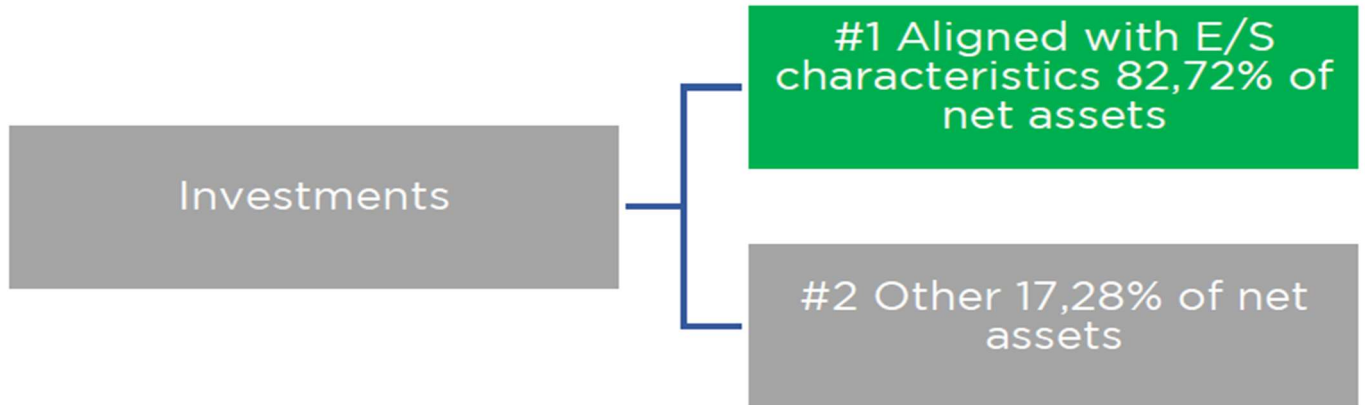 #1 Aligned with E/S
characteristics 82,72% of
net assets
Investments
#2 Other 17,28% of net
assets